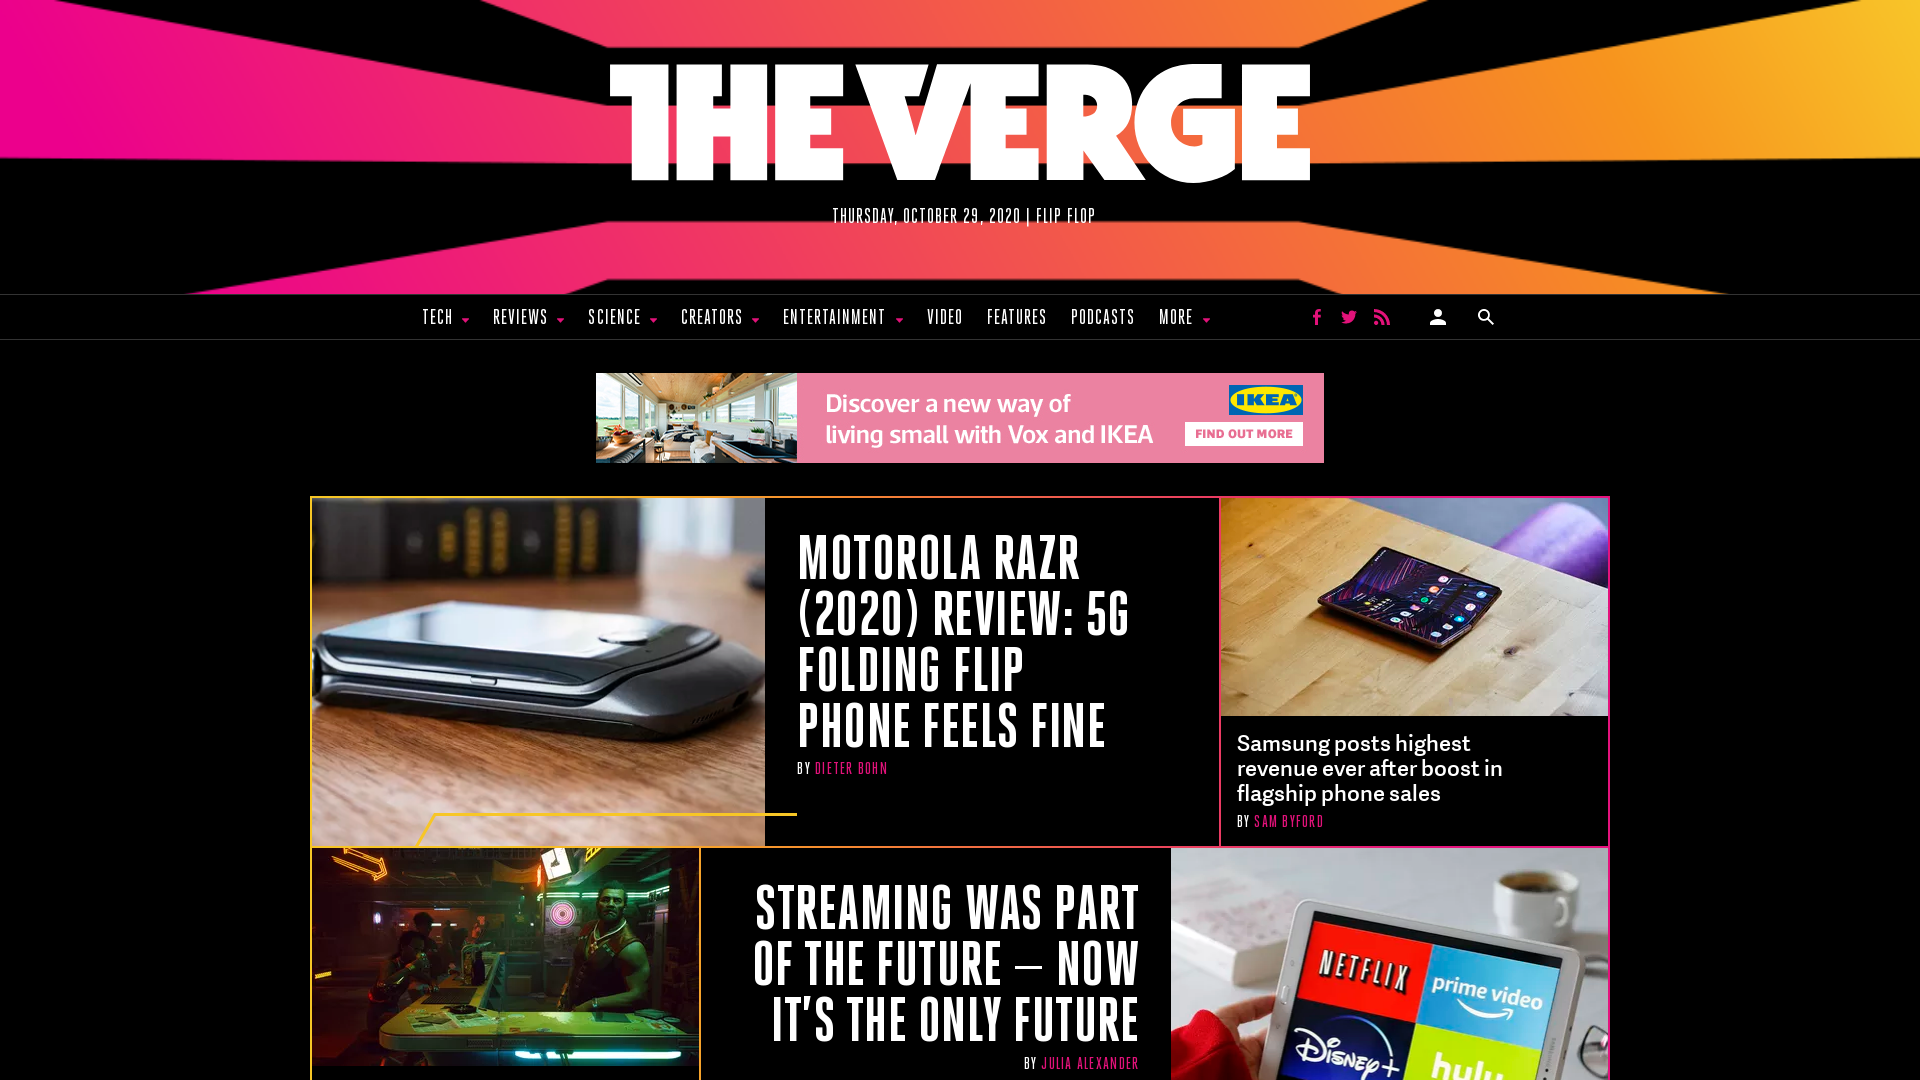 THE VERGE
THURSDAY, OCTOBER 29, 2020 | FLIP FLOP
TECH REVIEWS SCIENCE CREATORS ENTERTAINMENT VIDEO FEATURES PODCASTS MORE
Discover a new way of
living small with Vox and IKEA
IKEA
FIND OUT MORE
MOTOROLA RAZR
(2020) REVIEW: 5G
FOLDING FLIP
PHONE FEELS FINE
BY DIETER BOHN
Samsung posts highest
revenue ever after boost in
flagship phone sales
BY SAM BYFORD
STREAMING WAS PART
OF THE FUTURE — NOW
IT'S THE ONLY FUTURE
BY JULIA ALEXANDER
NETFLIX
prime video
Disney+
hulu